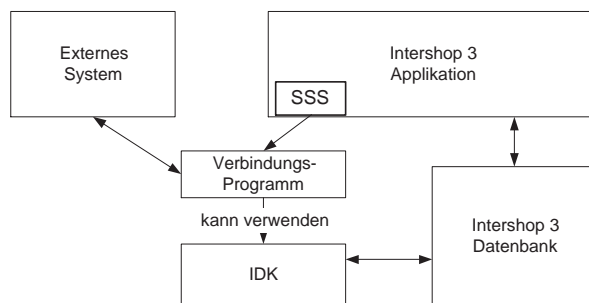 Externes
System
Intershop 3
Applikation
SSS
Verbindungs-
Programm
kann verwenden
IDK
Intershop 3
Datenbank